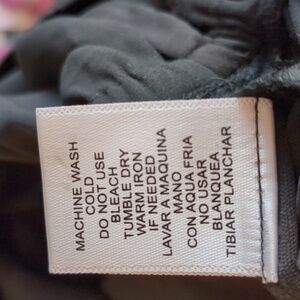 MACHINE WASH
COLD
DO NOT USE
BLEACH
TUMBLE DRY
WARM IRON
IF NEEDED
LAVAR A MAQUINA
MANO
CON AQUA FRIA
NO USAR
BLANQUEA
TIBIAR PLANCHAR